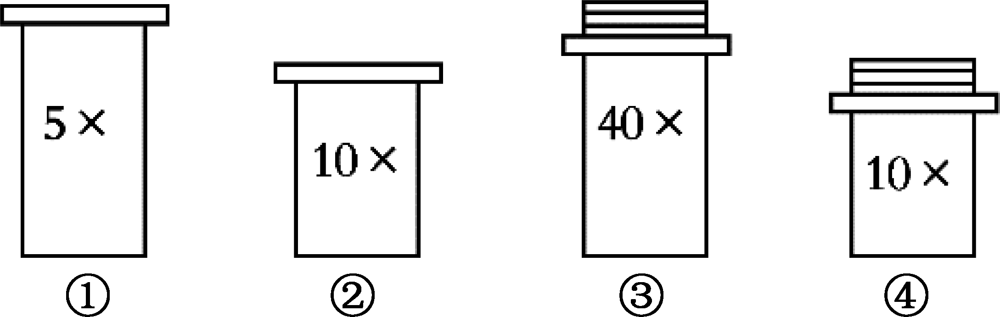 5 ×
10 ×
40 ×
10 ×
① ② ③ ④